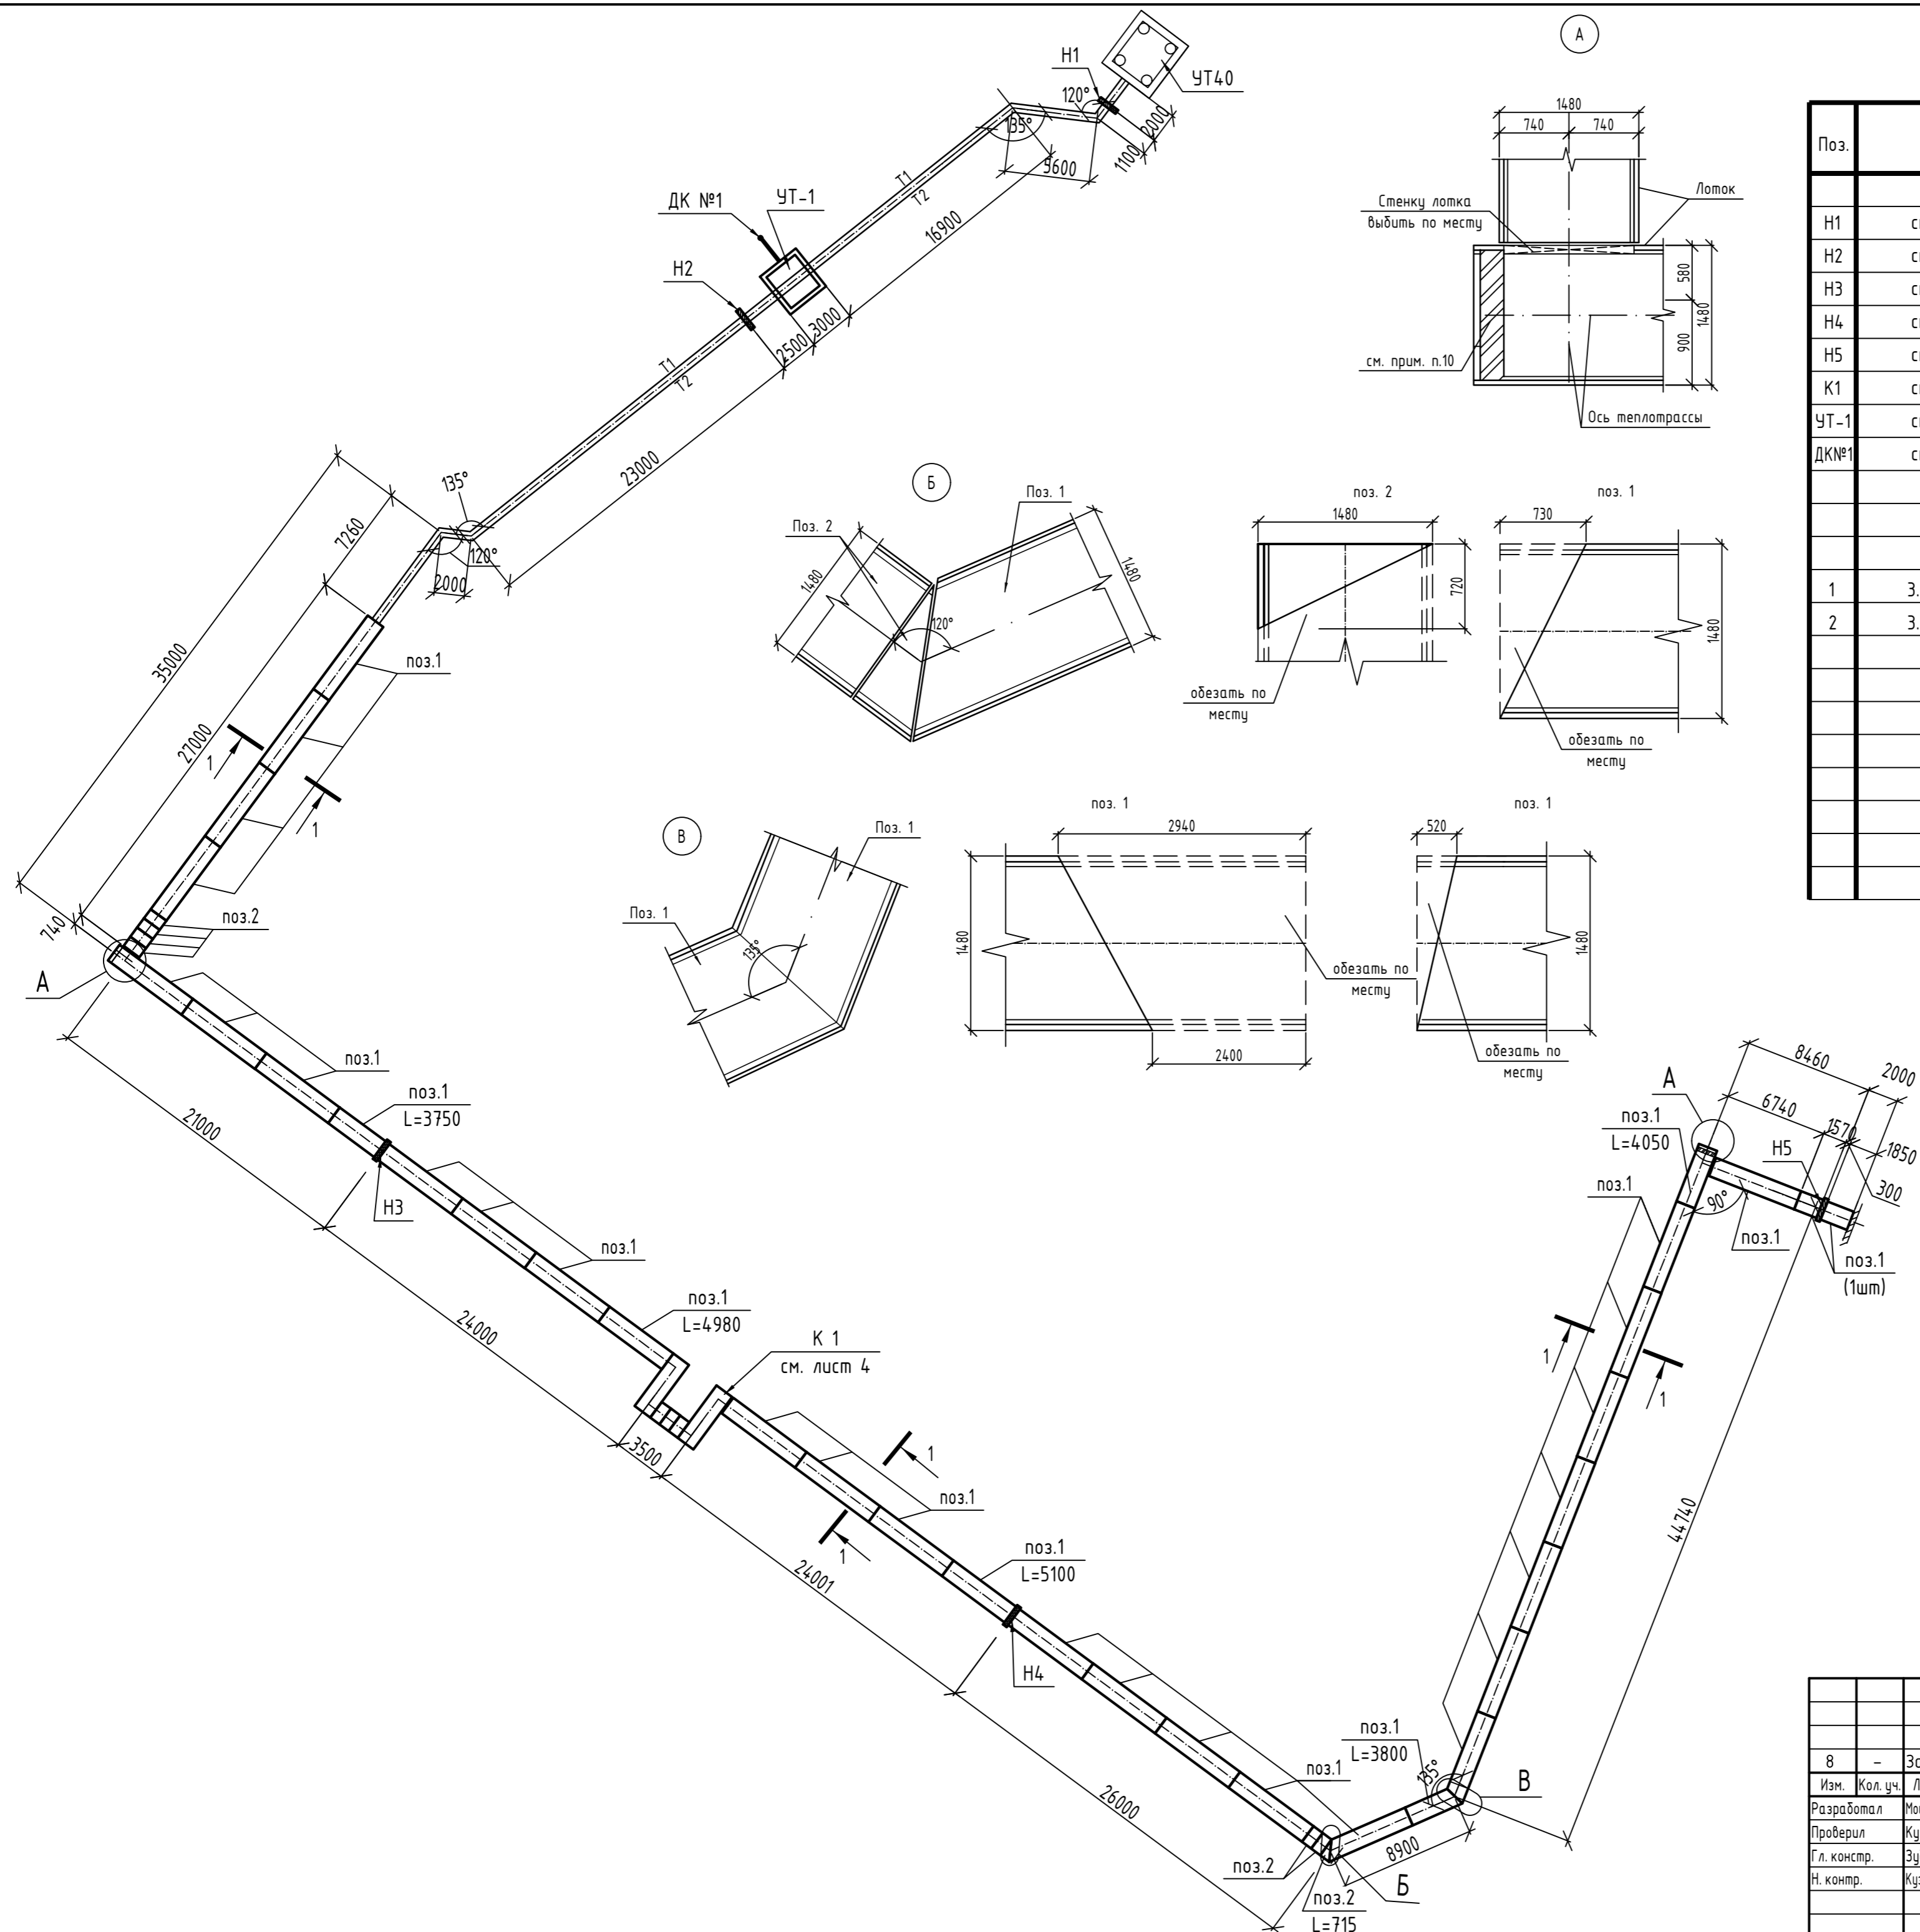 Н1
УТ40
120°
135°
2000
1100
5600
Т1
Т2
16900
ДК №1
УТ-1
Н2
3000
2500
Т1
Т2
23000
135°
120°
2000
7260
35000
27000
поз.1
1
1
поз.2
740
А
поз.1
поз.1
L=3750
21000
Н3
поз.1
24000
поз.1
L=4980
К 1
см. лист 4
3500
1
поз.1
1
24001
поз.1
L=5100
Н4
26000
поз.1
L=3800
поз.1
135°
В
8900
поз.2
Б
поз.2
L=715
44740
1
1
поз.1
поз.1
L=4050
А
90°
поз.1
Н5
поз.1
(1шт)
8460
2000
6740
1570
1850
300
А
1480
740
740
Лоток
Стенку лотка
выбить по месту
580
900
1480
см. прим. п.10
Ось теплотрассы
Б
Поз. 2
Поз. 1
1480
1480
120°
поз. 2
1480
720
обезать по
месту
поз. 1
730
1480
обезать по
месту
В
Поз. 1
Поз. 1
135°
поз. 1
2940
1480
2400
обезать по
месту
поз. 1
520
1480
обезать по
месту
Поз.
Н1
Н2
Н3
Н4
Н5
К1
УТ-1
ДК№1
1 3.
2 3.
8 –
Изм. Кол. уч.
Разработал
Проверил
Гл. констр.
Н. контр.